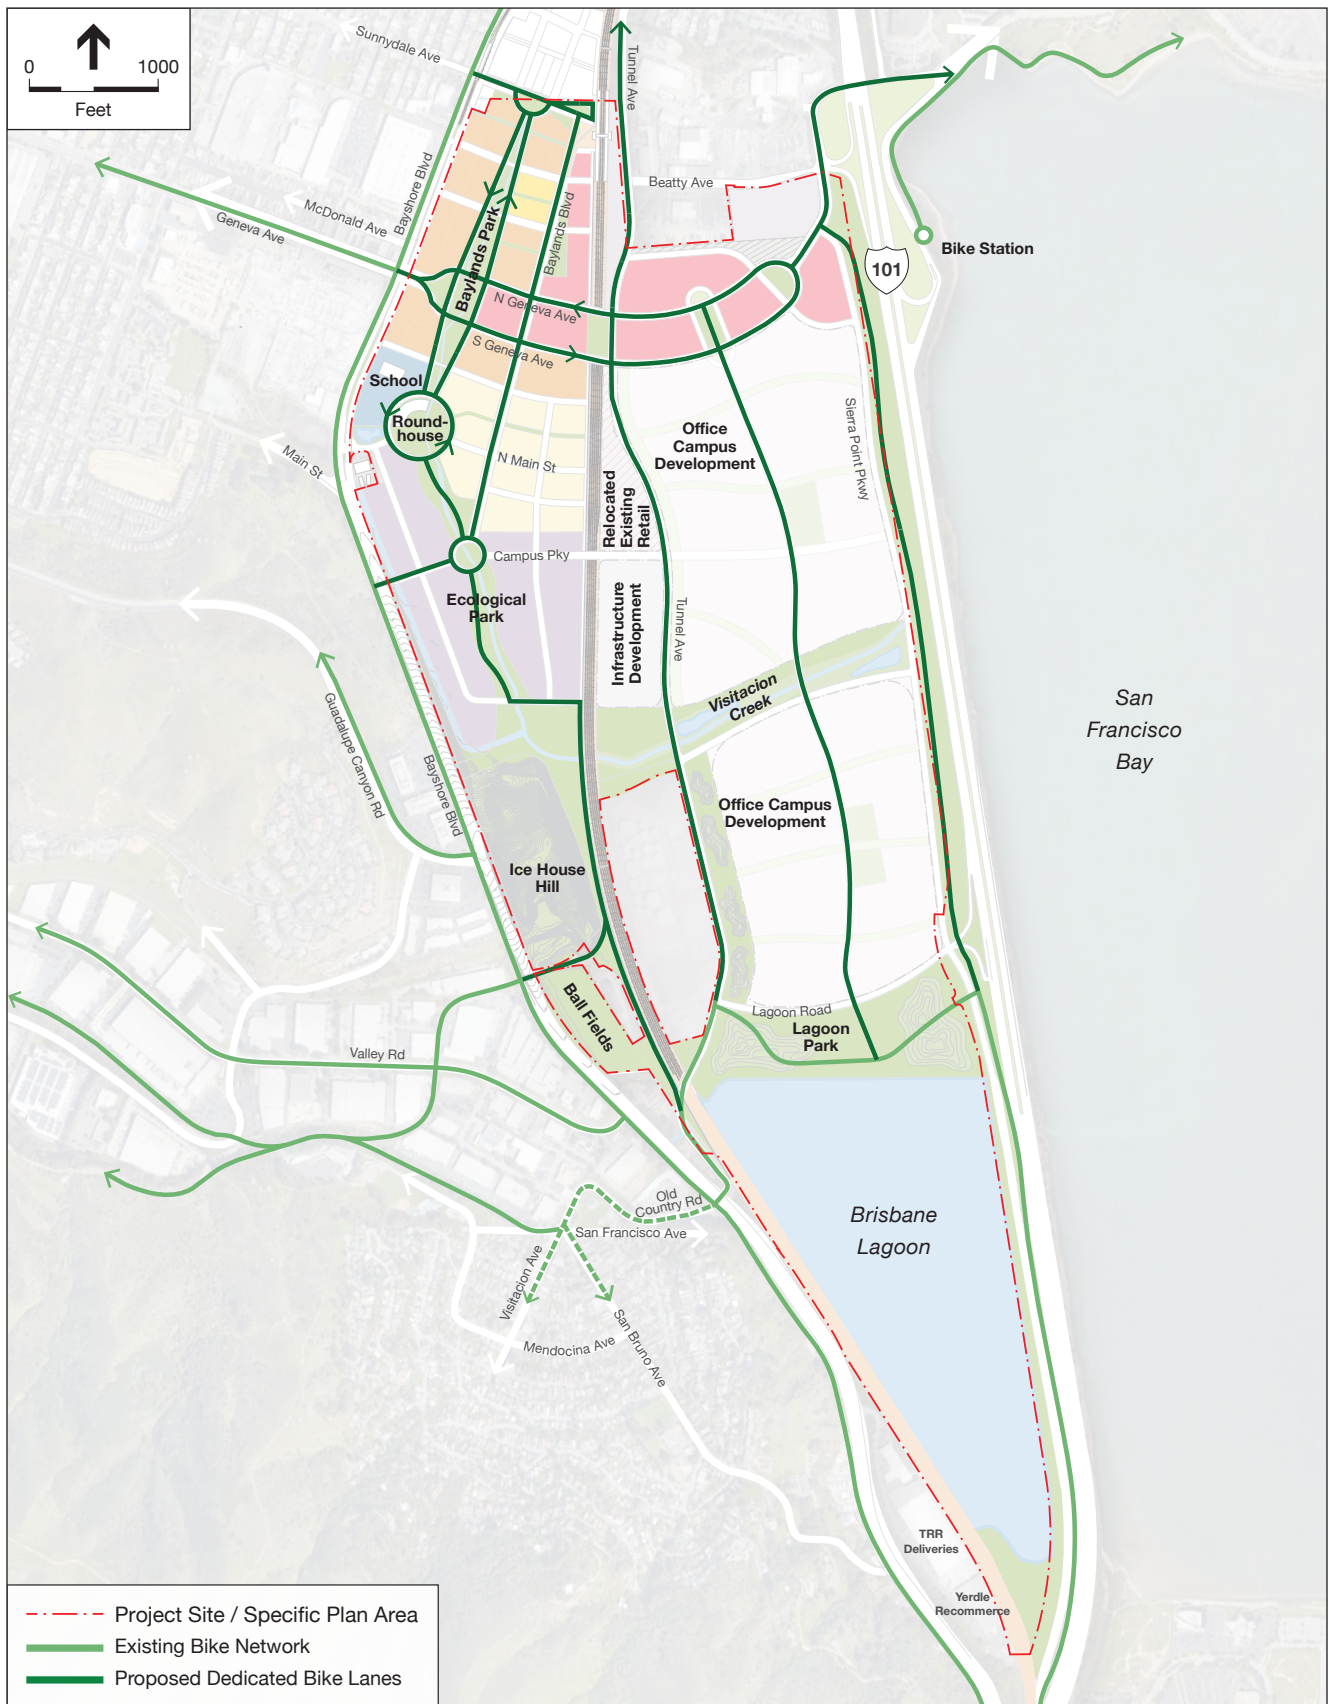 0
1000
Feet
Sunnydale Ave
Tunnel Ave
Beatty Ave
Bayshore Blvd
McDonald Ave
Geneva Ave
Baylands Park
Baylands Blvd
101
Bike Station
N Geneva Ave
S Geneva Ave
School
Round-
house
Main St
N Main St
Office
Campus
Development
Sierra Point Pkwy
Relocated
Existing
Retail
Campus Pky
Ecological
Park
Infrastructure
Development
Tunnel Ave
Visitacion
Creek
San
Francisco
Bay
Guadalupe Canyon Rd
Bayshore Blvd
Office Campus
Development
Ice House
Hill
Ball Fields
Lagoon Road
Lagoon
Park
Valley Rd
Old
Country Rd
San Francisco Ave
Visitacion Ave
Mendocina Ave
San Bruno Ave
Brisbane
Lagoon
TRR
Deliveries
Yerdle
Recommerce
Project Site / Specific Plan Area
Existing Bike Network
Proposed Dedicated Bike Lanes